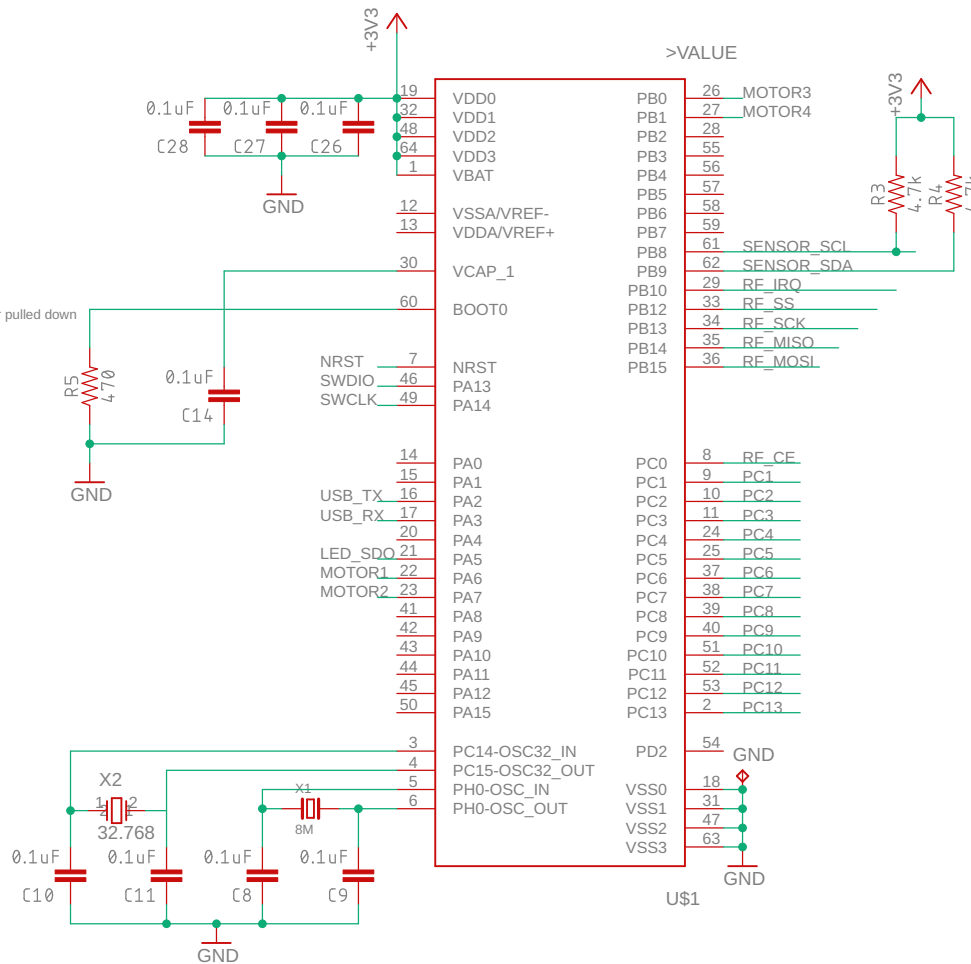 +3V3
>VALUE
0.1uF 0.1uF 0.1uF
C28 C27 C26
GND
19 VDD0
32 VDD1
48 VDD2
64 VDD3
1 VBAT
12 VSSA/VREF-
13 VDDA/VREF+
30 VCAP_1
60 BOOT0
pulled down
R5
470
0.1uF
C14
GND
NRST 7 NRST
SWDIO 46 PA13
SWCLK 49 PA14
14 PA0
15 PA1
USB_TX 16 PA2
USB_RX 17 PA3
20 PA4
LED_SDO 21 PA5
MOTOR1 22 PA6
MOTOR2 23 PA7
41 PA8
42 PA9
43 PA10
44 PA11
45 PA12
50 PA15
3 PC14-OSC32_IN
4 PC15-OSC32_OUT
5 PH0-OSC_IN
6 PH0-OSC_OUT
X2
1 2
32.768
X1
8M
0.1uF 0.1uF 0.1uF 0.1uF
C10 C11 C8 C9
GND
PB0 26 MOTOR3
PB1 27 MOTOR4
PB2 28
PB3 55
PB4 56
PB5 57
PB6 58
PB7 59
PB8 61 SENSOR_SCL
PB9 62 SENSOR_SDA
PB10 29 RF_IRQ
PB12 33 RF_SS
PB13 34 RF_SCK
PB14 35 RF_MISO
PB15 36 RF_MOSI
+3V3
R3
4.7k
R4
PC0 8 RF_CE
PC1 9 PC1
PC2 10 PC2
PC3 11 PC3
PC4 24 PC4
PC5 25 PC5
PC6 37 PC6
PC7 38 PC7
PC8 39 PC8
PC9 40 PC9
PC10 51 PC10
PC11 52 PC11
PC12 53 PC12
PC13 2 PC13
PD2 54
GND
VSS0 18
VSS1 31
VSS2 47
VSS3 63
GND
U$1